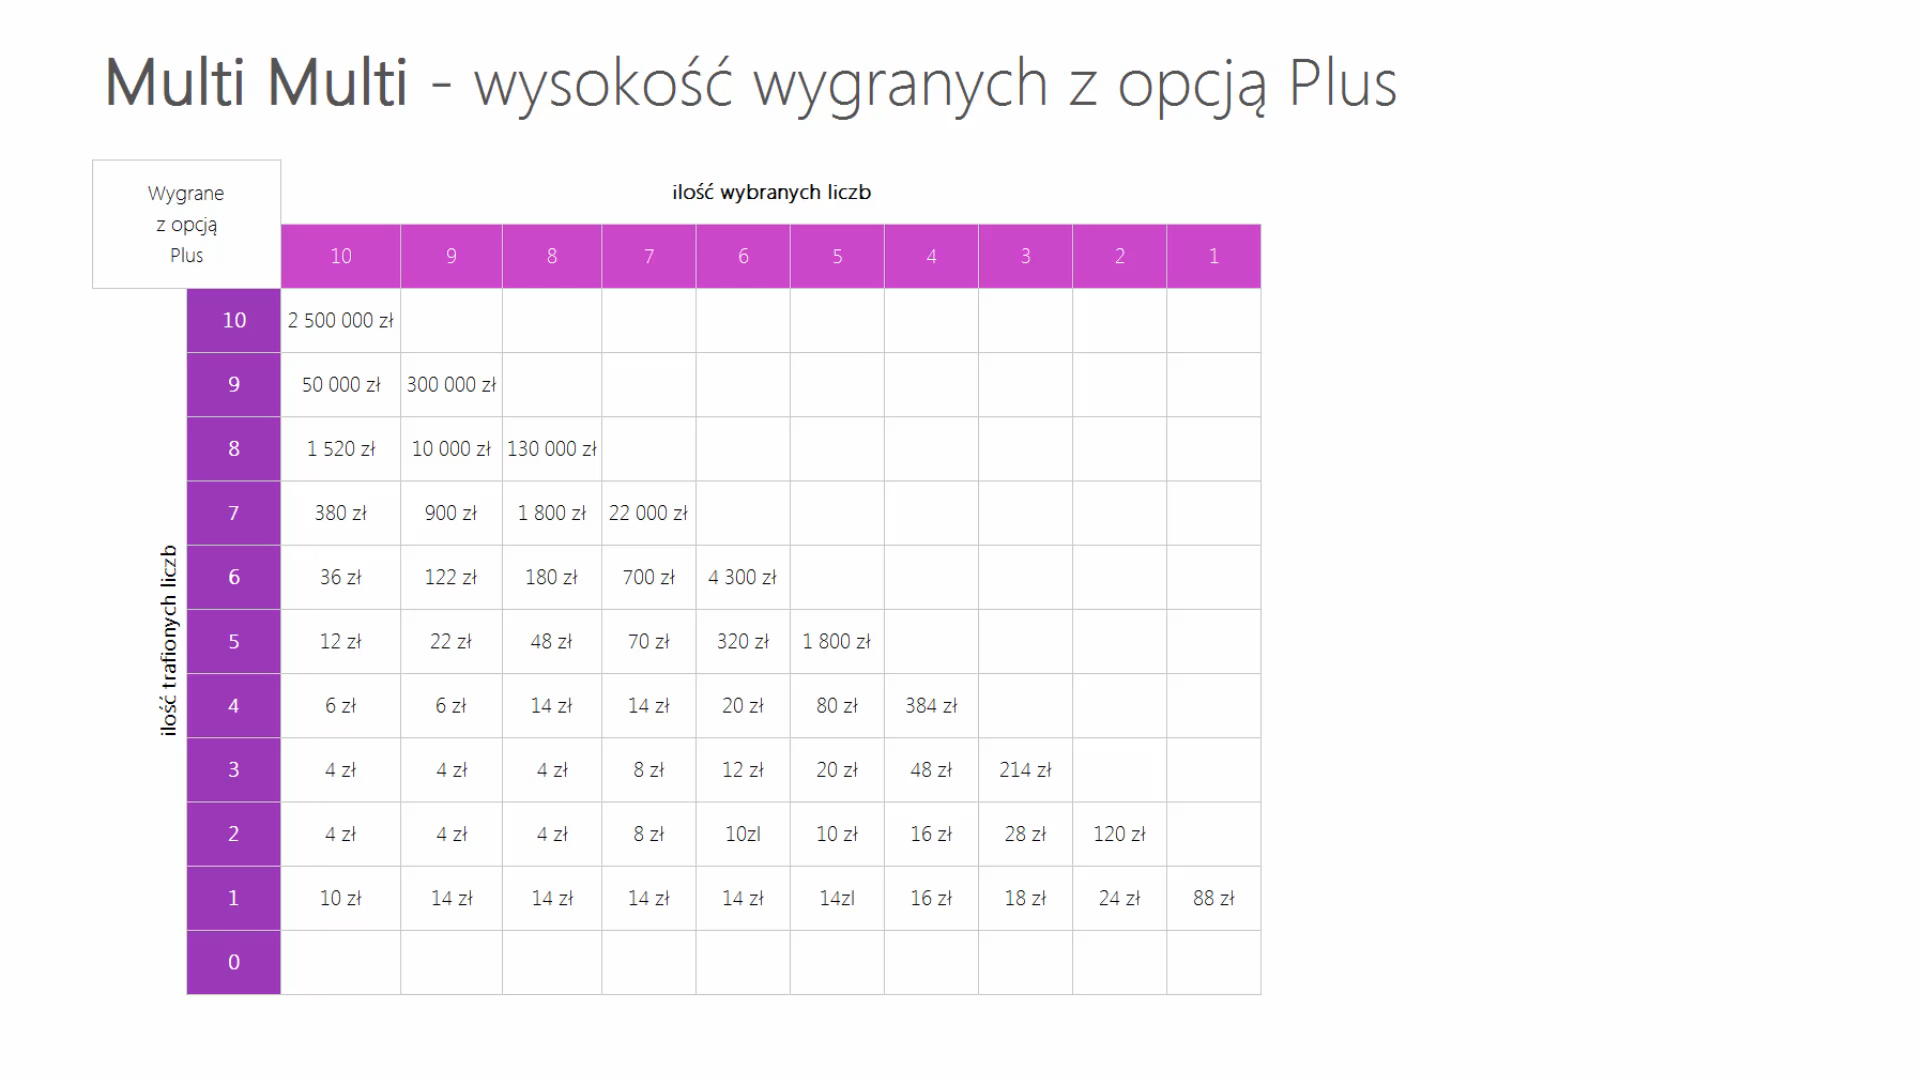 Multi Multi - wysokość wygranych z opcją Plus
Wygrane
z opcją
Plus
ilość wybranych liczb
10 9 8 7 6 5 4 3 2 1
ilość trafionych liczb
10 2 500 000 zł
9 50 000 zł 300 000 zł
8 1 520 zł 10 000 zł 130 000 zł
7 380 zł 900 zł 1 800 zł 22 000 zł
6 36 zł 122 zł 180 zł 700 zł 4 300 zł
5 12 zł 22 zł 48 zł 70 zł 320 zł 1 800 zł
4 6 zł 6 zł 14 zł 14 zł 20 zł 80 zł 384 zł
3 4 zł 4 zł 4 zł 8 zł 12 zł 20 zł 48 zł 214 zł
2 4 zł 4 zł 4 zł 8 zł 10zl 10 zł 16 zł 28 zł 120 zł
1 10 zł 14 zł 14 zł 14 zł 14 zł 14zl 16 zł 18 zł 24 zł 88 zł
0